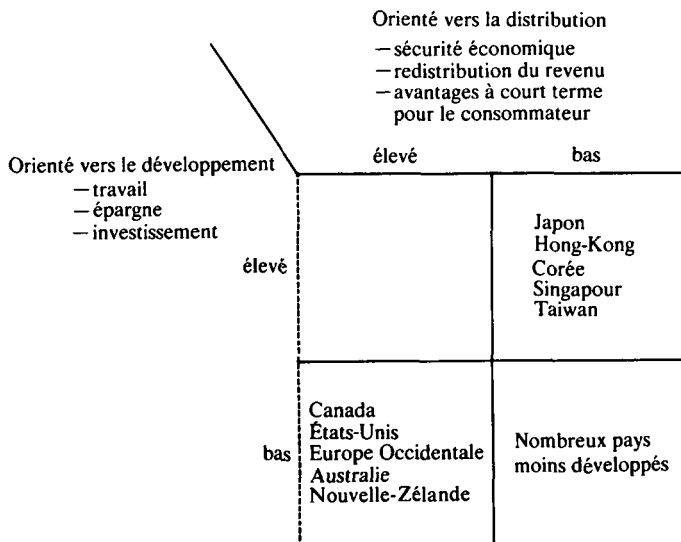 Orienté vers la distribution
— sécurité économique
— redistribution du revenu
— avantages à court terme
pour le consommateur
élevé
bas
Orienté vers le développement
— travail
— épargne
— investissement
élevé
Japon
Hong-Kong
Corée
Singapour
Taiwan
bas
Canada
États-Unis
Europe Occidentale
Australie
Nouvelle-Zélande
Nombreux pays
moins développés